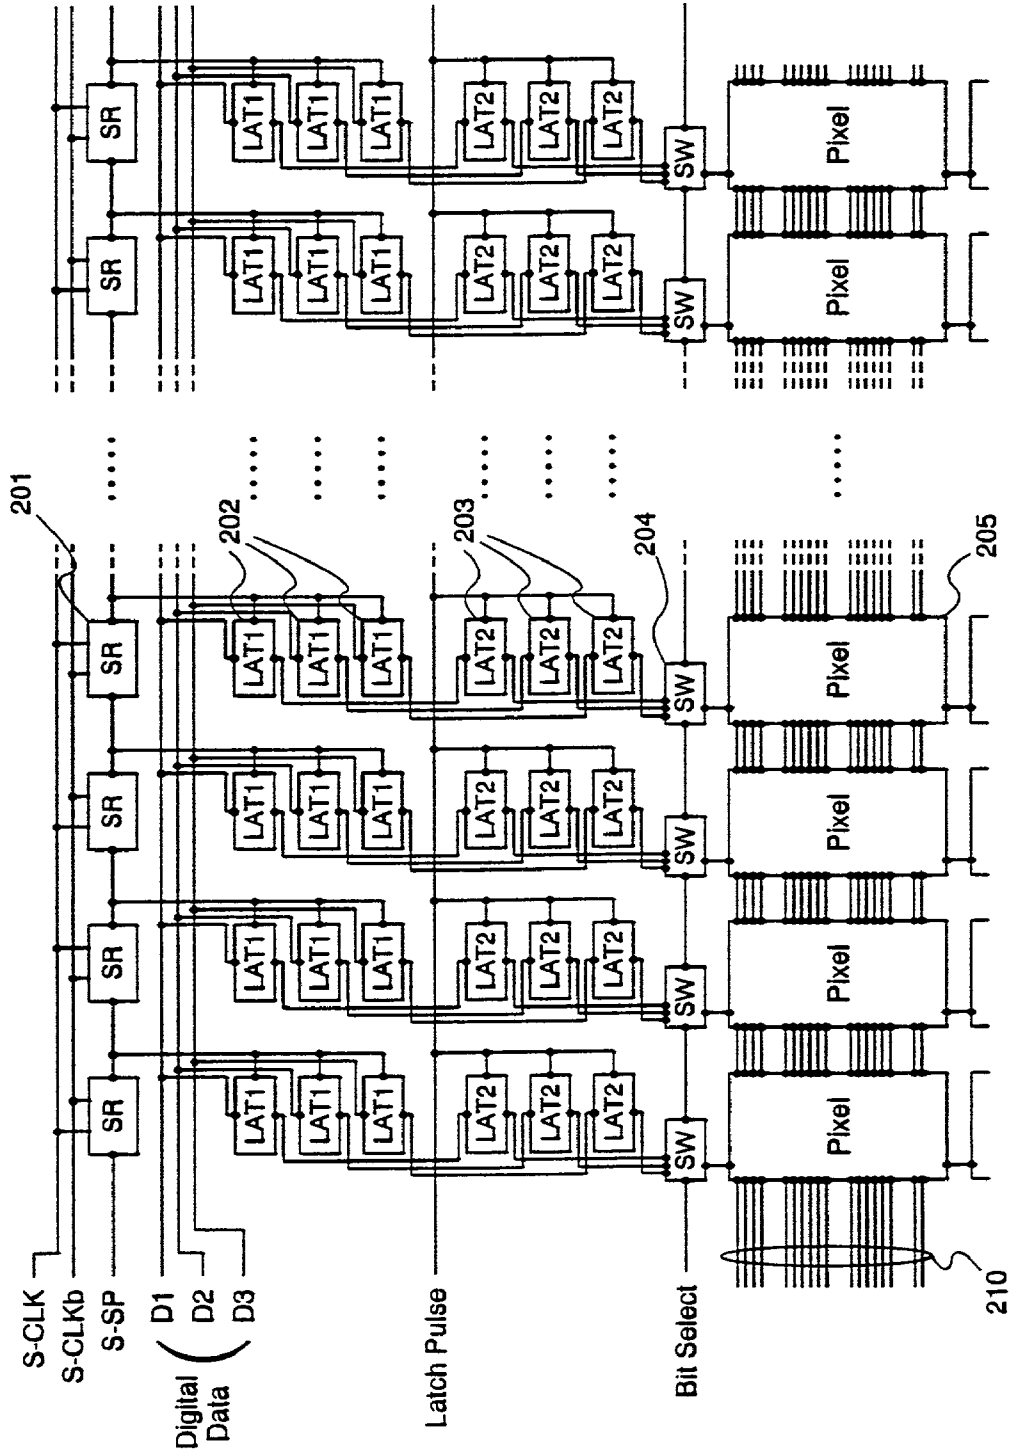 201
S-CLK
S-CLKb
S-SP
SR SR SR SR SR SR
Digital
Data
D1
D2
D3
202
LAT1 LAT1 LAT1 LAT1 LAT1 LAT1
LAT1 LAT1 LAT1 LAT1 LAT1 LAT1
LAT1 LAT1 LAT1 LAT1 LAT1 LAT1
Latch Pulse
203
LAT2 LAT2 LAT2 LAT2 LAT2 LAT2
LAT2 LAT2 LAT2 LAT2 LAT2 LAT2
LAT2 LAT2 LAT2 LAT2 LAT2 LAT2
204
Bit Select
SW SW SW SW SW SW
Pixel Pixel Pixel Pixel Pixel Pixel
210
205